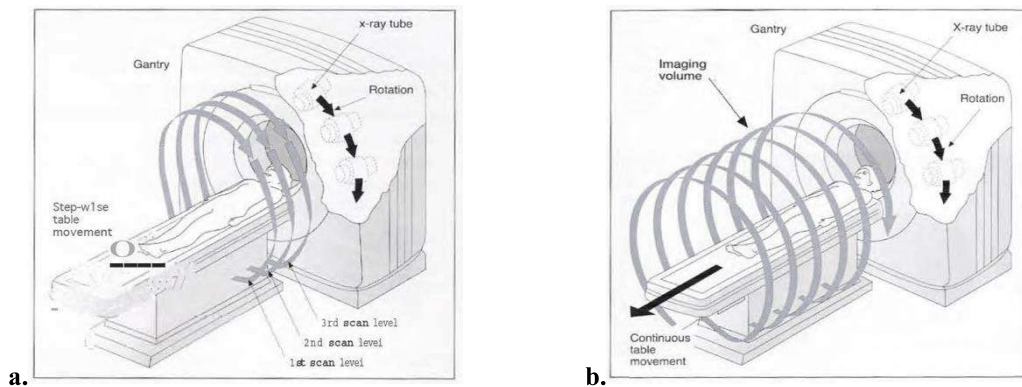 x-ray tube
Gantry
Rotation
Step-w1se
table
movement
O
3rd scan level
2nd scan levei
1st scan levei
a.
Gantry
X-ray tube
Imaging
volume
Rotation
Continuous
table
movement
b.